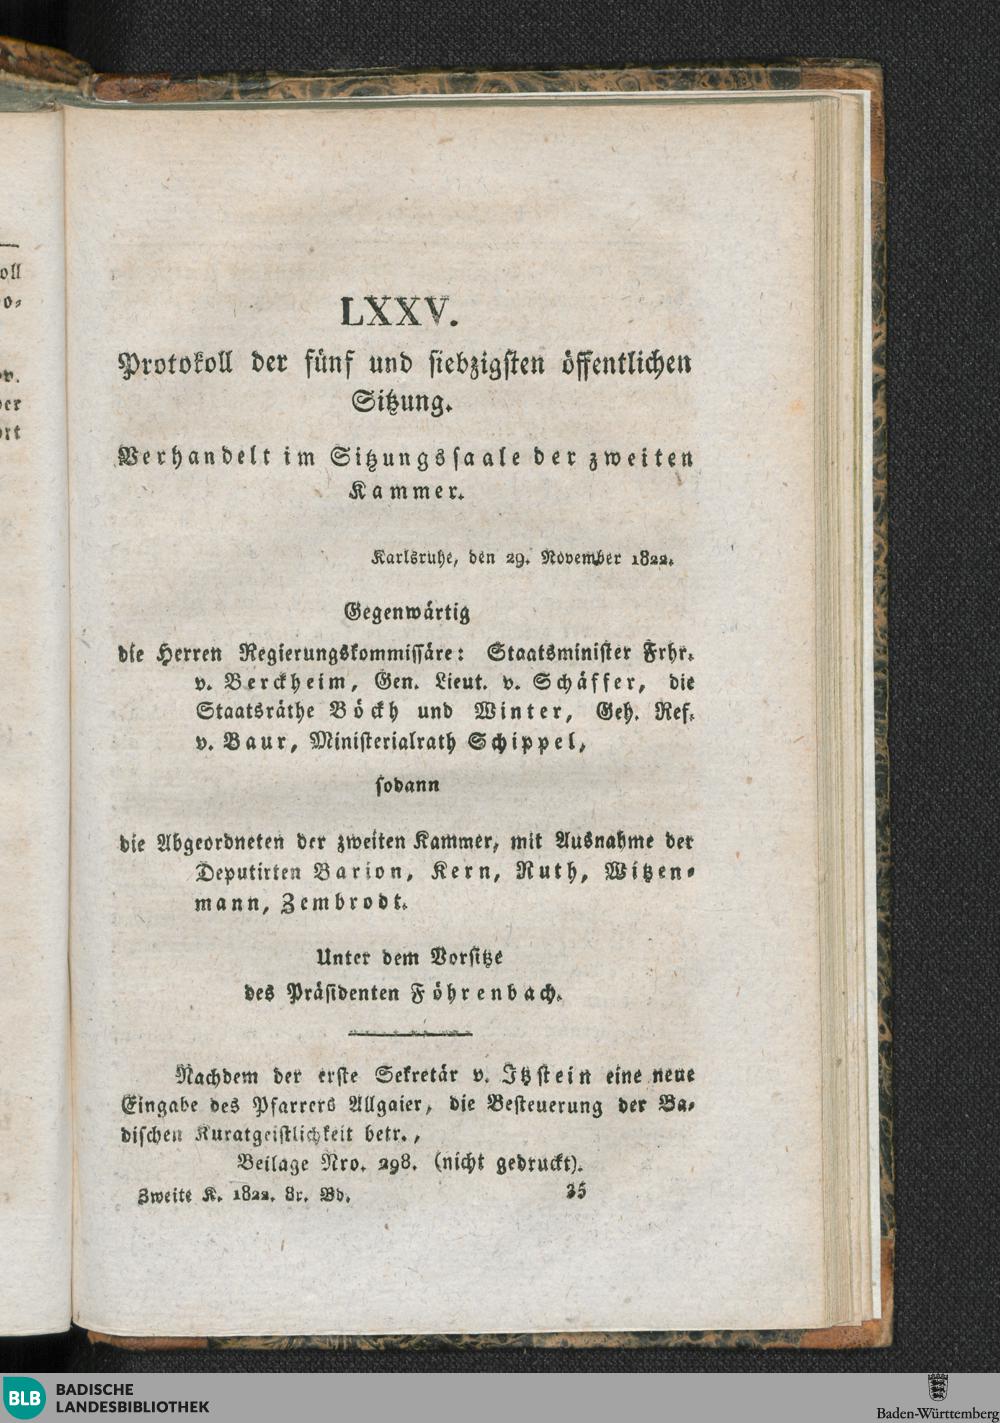 LXXV.
Protokoll der fünf und siebzigsten öffentlichen
Sitzung.
Verhandelt im Sitzungssaale der zweiten
Kammer.
Karlsruhe, den 29. November 1822.
Gegenwärtig
die Herren Regierungskommissäre: Staatsminister Frhr.
v. Berckheim, Gen. Lieut. v. Schäffer, die
Staatsräthe Böckh und Winter, Geh. Ref.
v. Baur, Ministerialrath Schippel,
sodann
die Abgeordneten der zweiten Kammer, mit Ausnahme der
Deputirten Barion, Kern, Ruth, Witzen-
mann, Zembrodt.
Unter dem Vorsitze
des Präsidenten Föhrenbach.
Nachdem der erste Sekretär v. Itzstein eine neue
Eingabe des Pfarrers Allgaier, die Besteuerung der Ba-
dischen Kuratgeistlichkeit betr.,
Beilage Nro. 298. (nicht gedruckt).
Zweite K. 1822. 8r. Bd. 35
BLB BADISCHE
LANDESBIBLIOTHEK
Baden-Württemberg